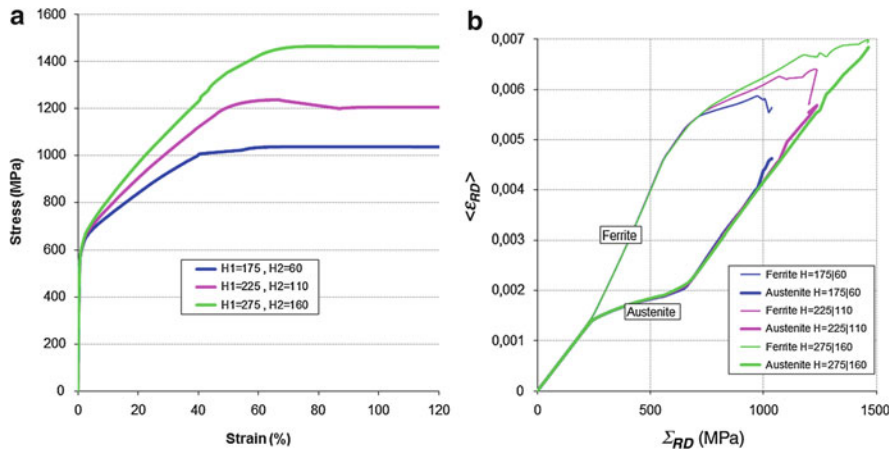 a
1600
1400
1200
1000
800
600
400
200
0
Stress (MPa)
0 20 40 60 80 100 120
Strain (%)
H1=175 , H2=60
H1=225 , H2=110
H1=275 , H2=160
b
0,007
0,006
0,005
0,004
0,003
0,002
0,001
0
<εRD>
0 500 1000 1500
ΣRD (MPa)
Ferrite
Austenite
Ferrite H=175|60
Austenite H=175|60
Ferrite H=225|110
Austenite H=225|110
Ferrite H=275|160
Austenite H=275|160